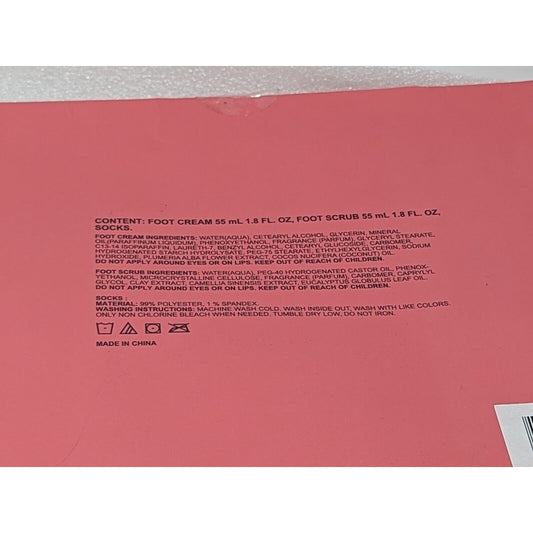 CONTENT: FOOT CREAM 55 mL 1.8 FL. OZ, FOOT SCRUB 55 mL 1.8 FL. OZ,
SOCKS.
FOOT CREAM INGREDIENTS: WATER(AQUA), CETEARYL ALCOHOL, GLYCERIN, MINERAL
OIL(PARAFFINUM LIQUIDUM), PHENOXYETHANOL, FRAGRANCE (PARFUM), GLYCERYL STEARATE,
C13-14 ISOPARAFFIN, LAURETH-7, BENZYL ALCOHOL, CETEARYL GLUCOSIDE, CARBOMER,
HYDROGENATED STARCH HYDROLYSATE, PEG-75 STEARATE, ETHYLHEXYLGLYCERIN, SODIUM
HYDROXIDE, PLUMERIA ALBA FLOWER EXTRACT, COCOS NUCIFERA (COCONUT) OIL.
DO NOT APPLY AROUND EYES OR ON LIPS. KEEP OUT OF REACH OF CHILDREN.
FOOT SCRUB INGREDIENTS: WATER(AQUA), PEG-40 HYDROGENATED CASTOR OIL, PHENOX-
YETHANOL, MICROCRYSTALLINE CELLULOSE, FRAGRANCE (PARFUM), CARBOMER, CAPRYLYL
GLYCOL, CLAY EXTRACT, CAMELLIA SINENSIS EXTRACT, EUCALYPTUS GLOBULUS LEAF OIL.
DO NOT APPLY AROUND EYES OR ON LIPS. KEEP OUT OF REACH OF CHILDREN.
SOCKS :
MATERIAL: 99% POLYESTER, 1 % SPANDEX.
WASHING INSTRUCTIONS: MACHINE WASH COLD. WASH INSIDE OUT, WASH WITH LIKE COLORS.
ONLY NON CHLORINE BLEACH WHEN NEEDED. TUMBLE DRY LOW, DO NOT IRON.
MADE IN CHINA